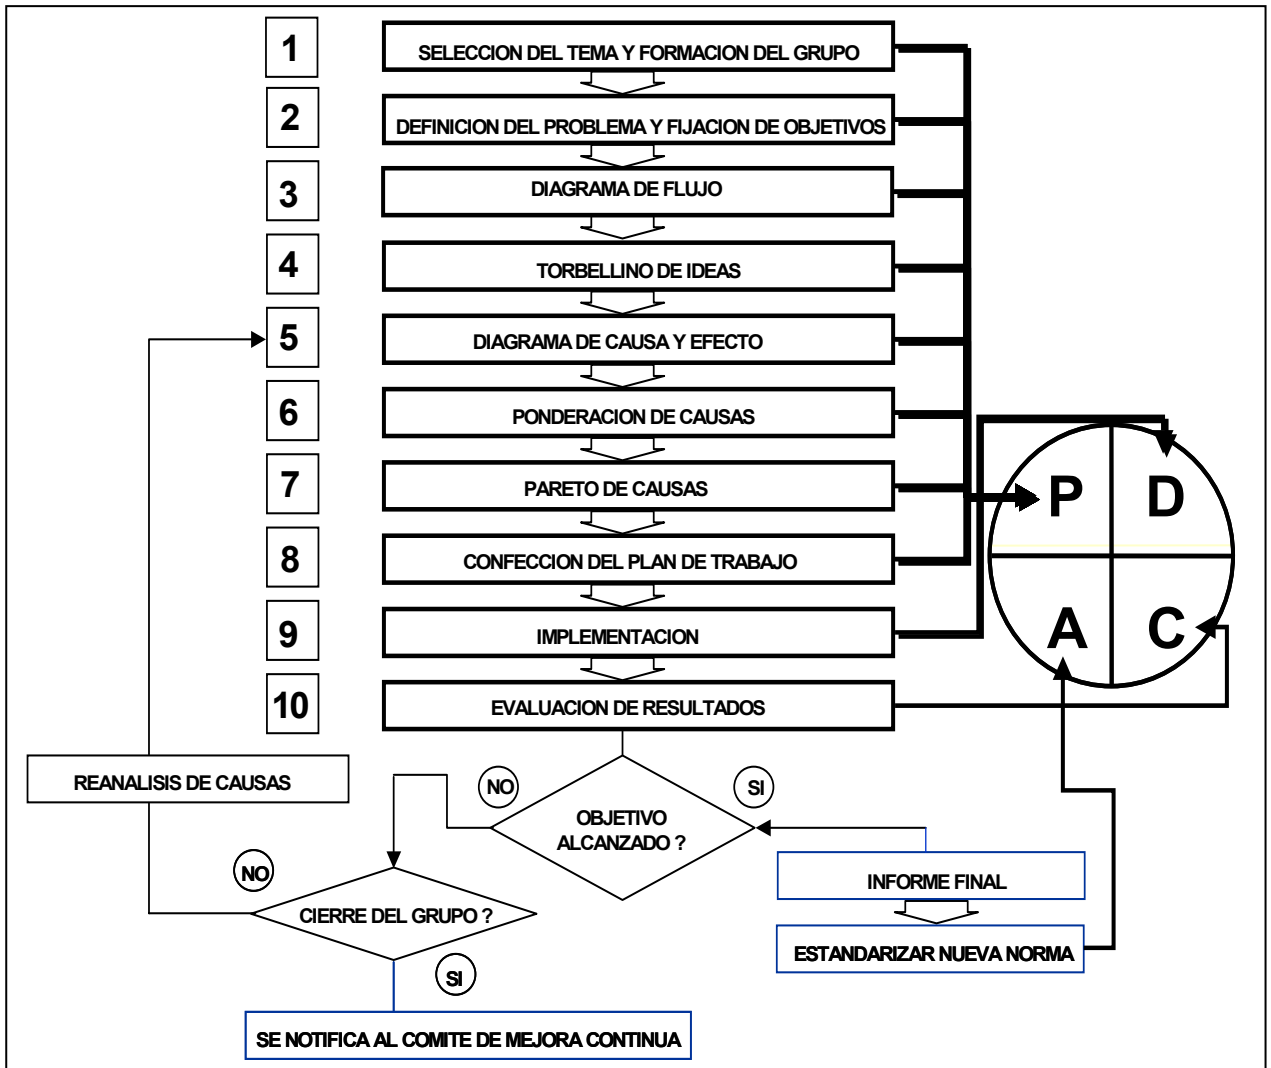 1
SELECCION DEL TEMA Y FORMACION DEL GRUPO
2
DEFINICION DEL PROBLEMA Y FIJACION DE OBJETIVOS
3
DIAGRAMA DE FLUJO
4
TORBELLINO DE IDEAS
5
DIAGRAMA DE CAUSA Y EFECTO
6
PONDERACION DE CAUSAS
7
PARETO DE CAUSAS
8
CONFECCION DEL PLAN DE TRABAJO
9
IMPLEMENTACION
10
EVALUACION DE RESULTADOS
P
D
A
C
REANALISIS DE CAUSAS
NO
SI
OBJETIVO
ALCANZADO ?
NO
CIERRE DEL GRUPO ?
INFORME FINAL
ESTANDARIZAR NUEVA NORMA
SI
SE NOTIFICA AL COMITE DE MEJORA CONTINUA